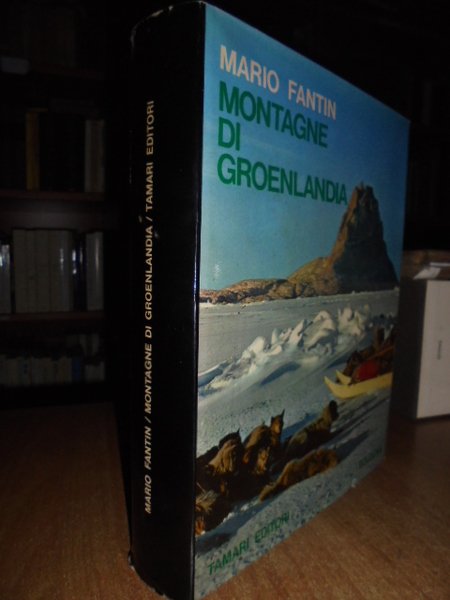 MARIO FANTIN
MONTAGNE
DI
GROENLANDIA
TAMARI EDITORI
MARIO FANTIN / MONTAGNE DI GROENLANDIA / TAMARI EDITORI